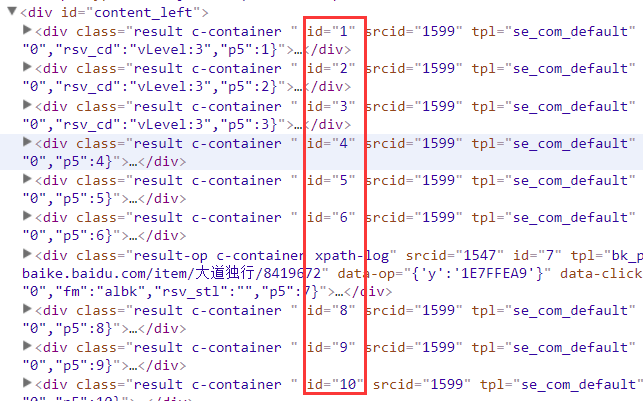 ▼<div id="content_left">
▶<div class="result c-container " id="1" srcid="1599" tpl="se_com_default"
"0","rsv_cd":"vLevel:3","p5":1}">…</div>
▶<div class="result c-container " id="2" srcid="1599" tpl="se_com_default"
"0","rsv_cd":"vLevel:3","p5":2}">…</div>
▶<div class="result c-container " id="3" srcid="1599" tpl="se_com_default"
"0","rsv_cd":"vLevel:3","p5":3}">…</div>
▶<div class="result c-container " id="4" srcid="1599" tpl="se_com_default"
"0","p5":4}">…</div>
▶<div class="result c-container " id="5" srcid="1599" tpl="se_com_default"
"0","p5":5}">…</div>
▶<div class="result c-container " id="6" srcid="1599" tpl="se_com_default"
"0","p5":6}">…</div>
▶<div class="result-op c-container xpath-log" srcid="1547" id="7" tpl="bk_p
baike.baidu.com/item/大道独行/8419672" data-op="{'y':'1E7FFEA9'}" data-click
"0","fm":"albk","rsv_stl":"","p5":7}">…</div>
▶<div class="result c-container " id="8" srcid="1599" tpl="se_com_default"
"0","p5":8}">…</div>
▶<div class="result c-container " id="9" srcid="1599" tpl="se_com_default"
"0","p5":9}">…</div>
▶<div class="result c-container " id="10" srcid="1599" tpl="se_com_default"
"0","p5":10}">…</div>